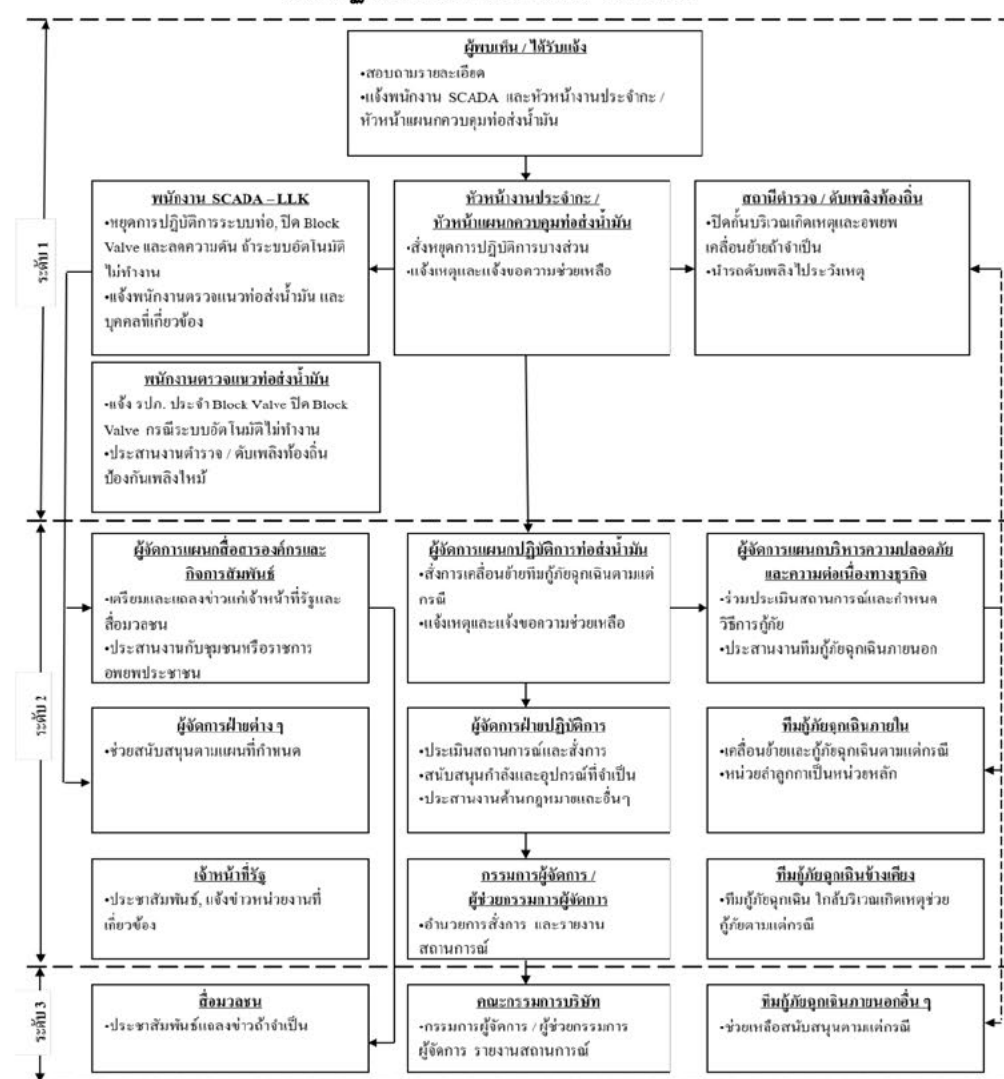 ผู้พบเห็น / ได้รับแจ้ง
•สอบถามรายละเอียด
•แจ้งพนักงาน SCADA และหัวหน้างานประจำกะ /
หัวหน้าแผนกควบคุมท่อส่งน้ำมัน
ระดับ 1
พนักงาน SCADA – LLK
•หยุดการปฏิบัติการระบบท่อ, ปิด Block
Valve และลดความดัน ถ้าระบบอัตโนมัติ
ไม่ทำงาน
•แจ้งพนักงานตรวจแนวท่อส่งน้ำมัน และ
บุคคลที่เกี่ยวข้อง
หัวหน้างานประจำกะ /
หัวหน้าแผนกควบคุมท่อส่งน้ำมัน
•สั่งหยุดการปฏิบัติการบางส่วน
•แจ้งเหตุและแจ้งขอความช่วยเหลือ
สถานีตำรวจ / ดับเพลิงท้องถิ่น
•ปิดกั้นบริเวณเกิดเหตุและอพยพ
เคลื่อนย้ายถ้าจำเป็น
•นำรถดับเพลิงไประวังเหตุ
พนักงานตรวจแนวท่อส่งน้ำมัน
•แจ้ง รปภ. ประจำ Block Valve ปิด Block
Valve กรณีระบบอัตโนมัติไม่ทำงาน
•ประสานงานตำรวจ / ดับเพลิงท้องถิ่น
ป้องกันเพลิงไหม้
ระดับ 2
ผู้จัดการแผนกสื่อสารองค์กรและ
กิจการสัมพันธ์
•เตรียมและแถลงข่าวแก่เจ้าหน้าที่รัฐและ
สื่อมวลชน
•ประสานงานกับชุมชนหรือราชการ
อพยพประชาชน
ผู้จัดการแผนกปฏิบัติการท่อส่งน้ำมัน
•สั่งการเคลื่อนย้ายทีมกู้ภัยฉุกเฉินตามแต่
กรณี
•แจ้งเหตุและแจ้งขอความช่วยเหลือ
ผู้จัดการแผนกบริหารความปลอดภัย
และความต่อเนื่องทางธุรกิจ
•ร่วมประเมินสถานการณ์และกำหนด
วิธีการกู้ภัย
•ประสานงานทีมกู้ภัยฉุกเฉินภายนอก
ผู้จัดการฝ่ายต่าง ๆ
•ช่วยสนับสนุนตามแผนที่กำหนด
ผู้จัดการฝ่ายปฏิบัติการ
•ประเมินสถานการณ์และสั่งการ
•สนับสนุนกำลังและอุปกรณ์ที่จำเป็น
•ประสานงานด้านกฎหมายและอื่นๆ
ทีมกู้ภัยฉุกเฉินภายใน
•เคลื่อนย้ายและกู้ภัยฉุกเฉินตามแต่กรณี
•หน่วยลำลูกกาเป็นหน่วยหลัก
เจ้าหน้าที่รัฐ
•ประชาสัมพันธ์, แจ้งข่าวหน่วยงานที่
เกี่ยวข้อง
กรรมการผู้จัดการ /
ผู้ช่วยกรรมการผู้จัดการ
•อำนวยการสั่งการ และรายงาน
สถานการณ์
ทีมกู้ภัยฉุกเฉินข้างเคียง
•ทีมกู้ภัยฉุกเฉิน ใกล้บริเวณเกิดเหตุช่วย
กู้ภัยตามแต่กรณี
ระดับ 3
สื่อมวลชน
•ประชาสัมพันธ์แถลงข่าวถ้าจำเป็น
คณะกรรมการบริษัท
•กรรมการผู้จัดการ / ผู้ช่วยกรรมการ
ผู้จัดการ รายงานสถานการณ์
ทีมกู้ภัยฉุกเฉินภายนอกอื่น ๆ
•ช่วยเหลือสนับสนุนตามแต่กรณี